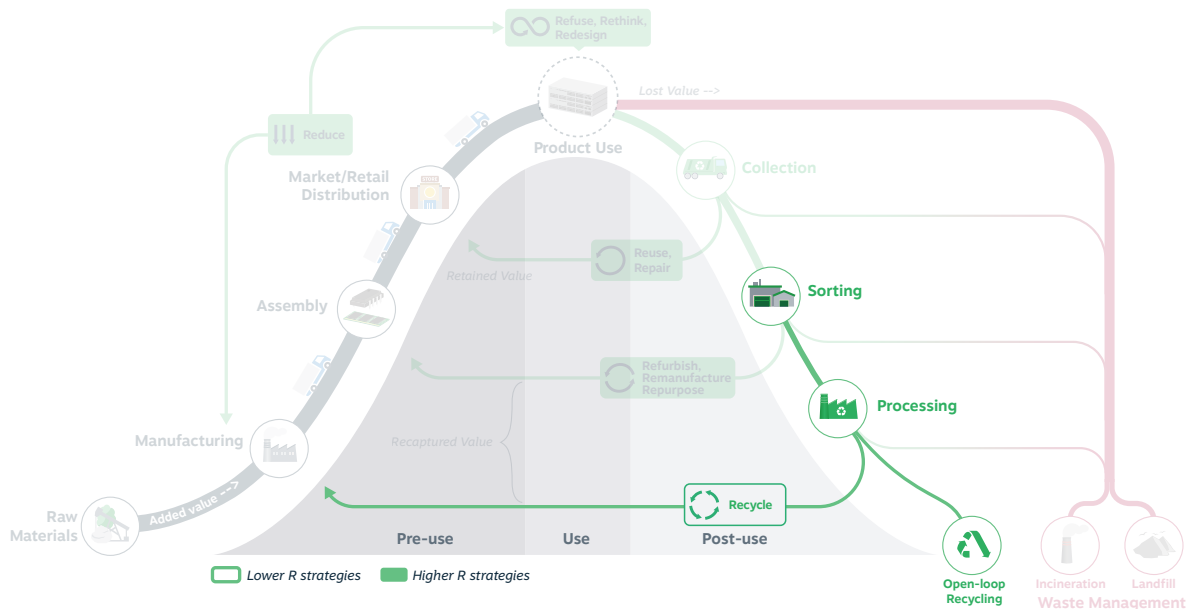 Refuse, Rethink,
Redesign
Lost Value -->
Reduce
Product Use
Collection
Market/Retail
Distribution
STORE
Reuse,
Repair
Retained Value
Sorting
Assembly
Refurbish,
Remanufacture
Repurpose
Processing
Manufacturing
Recaptured Value
Added value -->
Recycle
Raw
Materials
Pre-use
Use
Post-use
Lower R strategies
Higher R strategies
Open-loop
Recycling
Incineration
Landfill
Waste Management